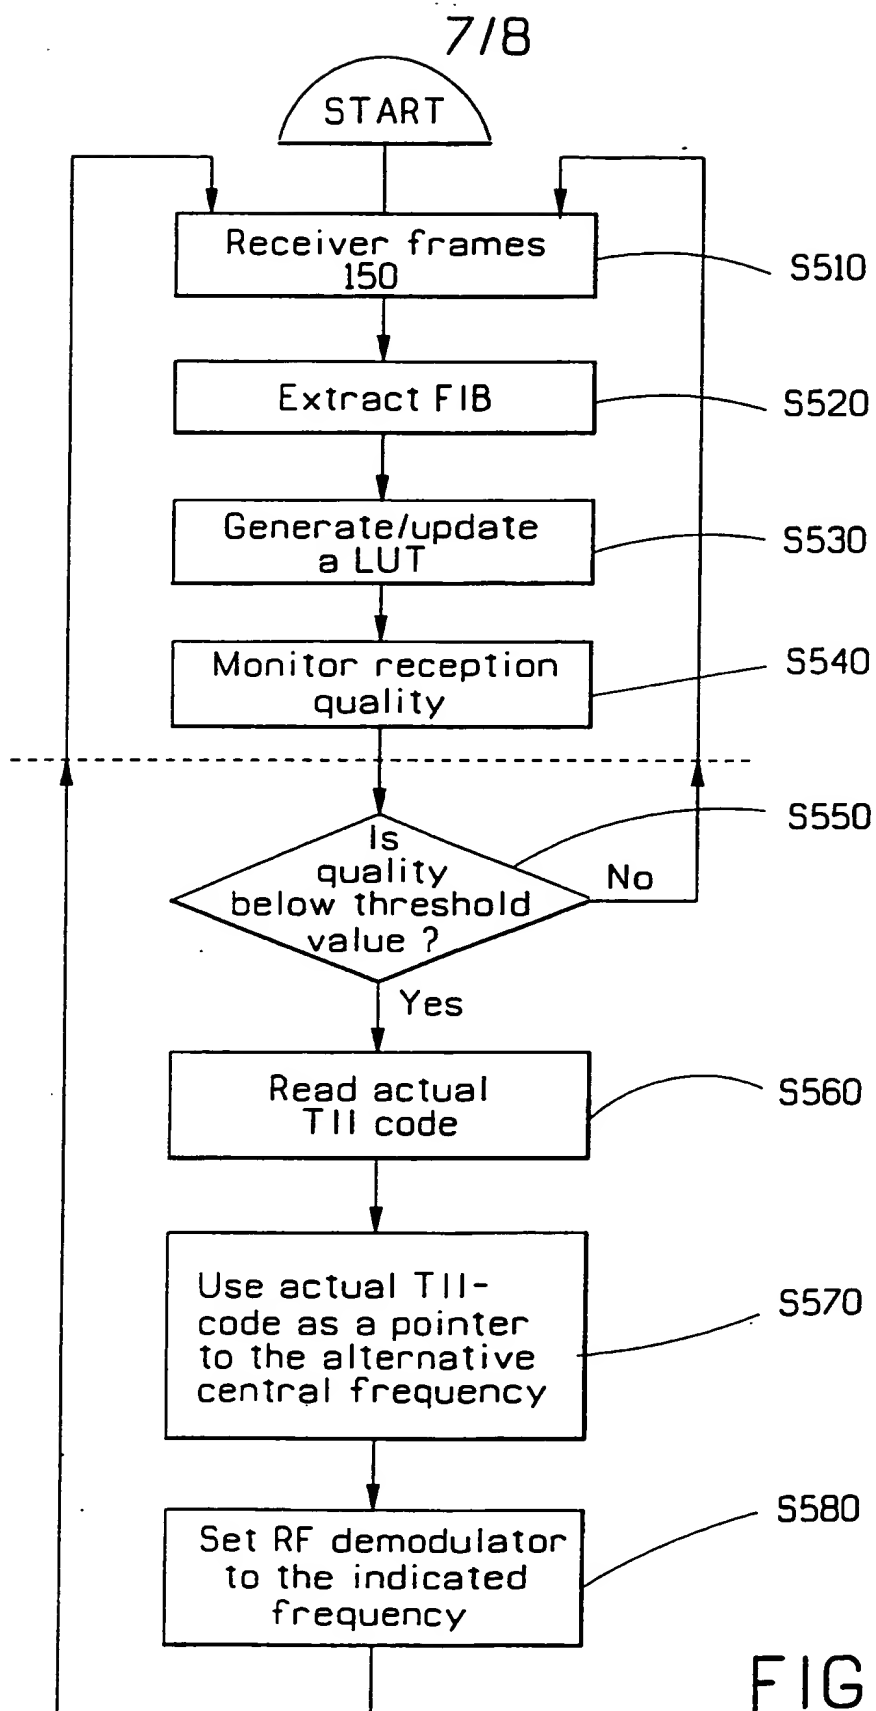 7/8
START
Receiver frames
150
S510
Extract FIB
S520
Generate/update
a LUT
S530
Monitor reception
quality
S540
Is
quality
below threshold
value ?
S550
No
Yes
Read actual
TII code
S560
Use actual TII-
code as a pointer
to the alternative
central frequency
S570
Set RF demodulator
to the indicated
frequency
S580
FIG